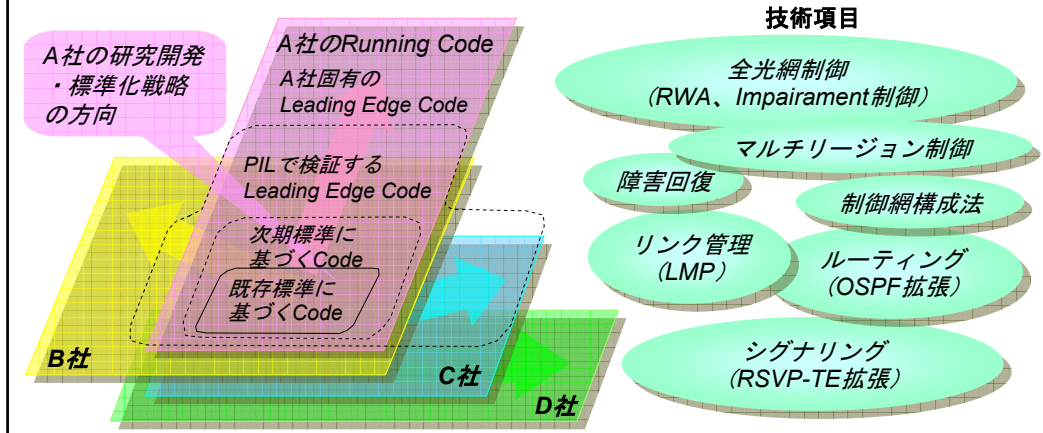 A社の研究開発
・標準化戦略
の方向
A社のRunning Code
A社固有の
Leading Edge Code
PILで検証する
Leading Edge Code
次期標準に
基づくCode
既存標準に
基づくCode
B社
C社
D社
技術項目
全光網制御
（RWA、Impairament制御）
マルチリージョン制御
障害回復
制御網構成法
リンク管理
（LMP）
ルーティング
（OSPF拡張）
シグナリング
（RSVP-TE拡張）